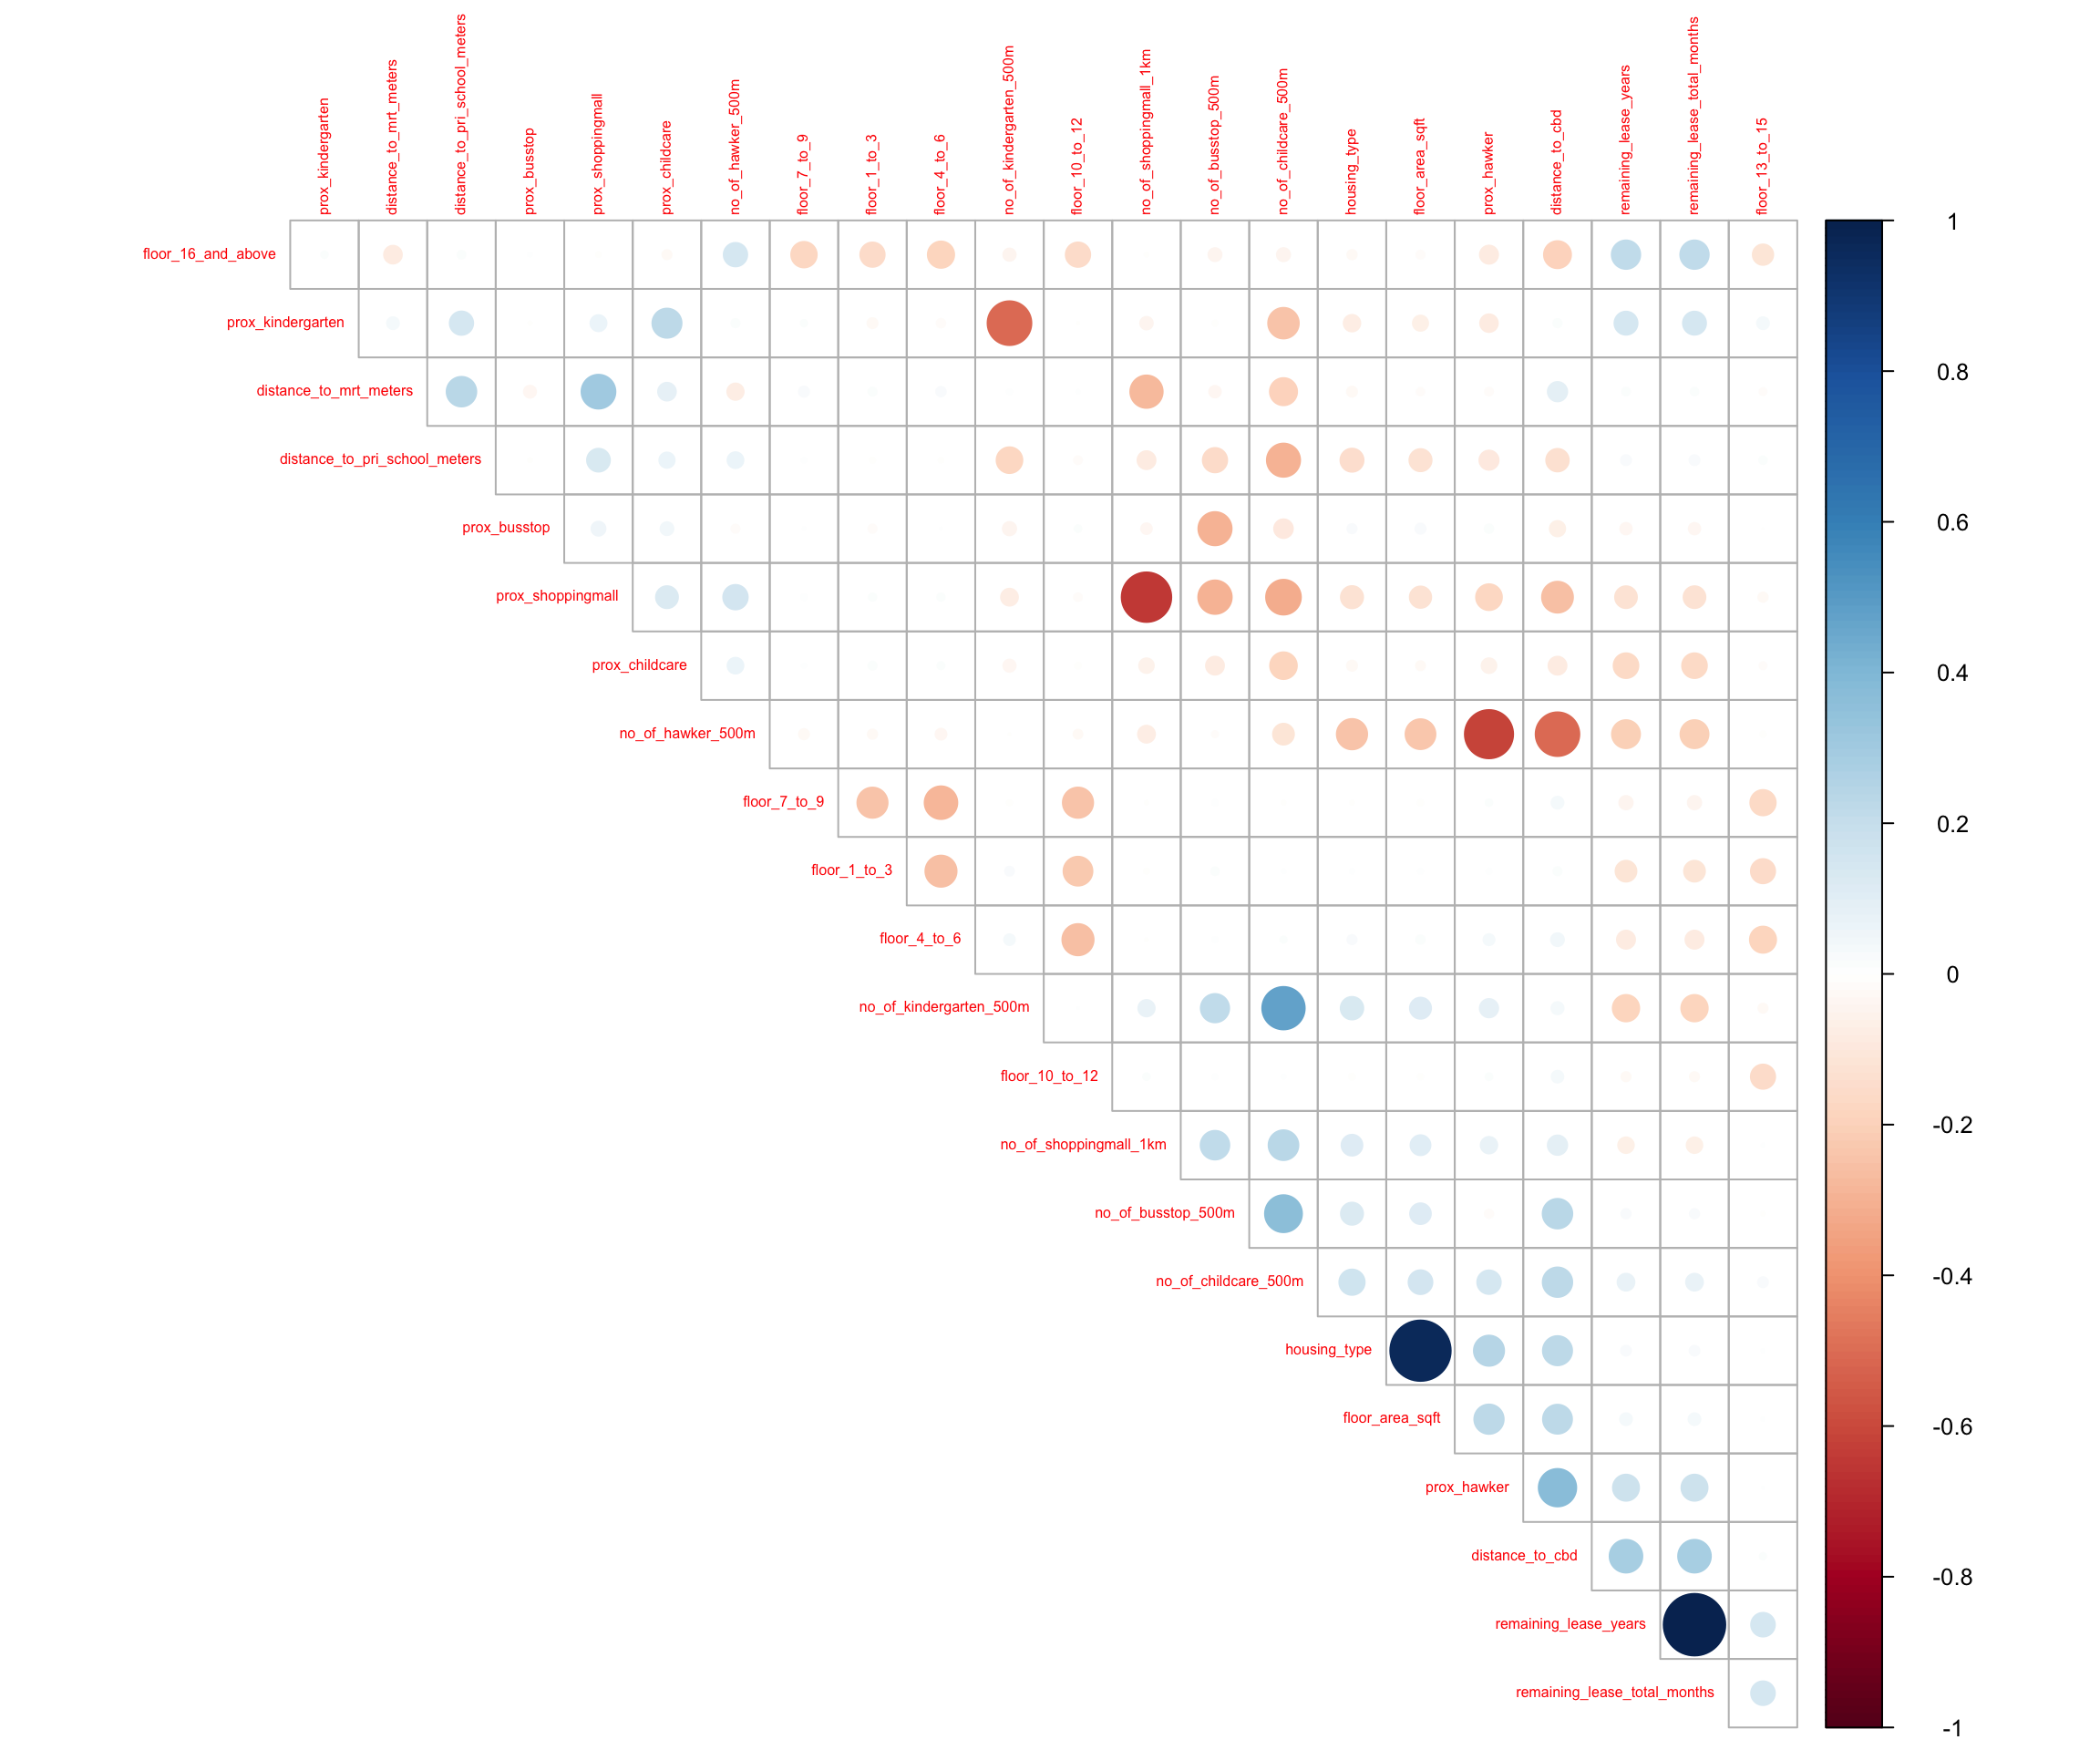 prox_kindergarten
distance_to_mrt_meters
distance_to_pri_school_meters
prox_busstop
prox_shoppingmall
prox_childcare
no_of_hawker_500m
floor_7_to_9
floor_1_to_3
floor_4_to_6
no_of_kindergarten_500m
floor_10_to_12
no_of_shoppingmall_1km
no_of_busstop_500m
no_of_childcare_500m
housing_type
floor_area_sqft
prox_hawker
distance_to_cbd
remaining_lease_years
remaining_lease_total_months
floor_13_to_15
floor_16_and_above
prox_kindergarten
distance_to_mrt_meters
distance_to_pri_school_meters
prox_busstop
prox_shoppingmall
prox_childcare
no_of_hawker_500m
floor_7_to_9
floor_1_to_3
floor_4_to_6
no_of_kindergarten_500m
floor_10_to_12
no_of_shoppingmall_1km
no_of_busstop_500m
no_of_childcare_500m
housing_type
floor_area_sqft
prox_hawker
distance_to_cbd
remaining_lease_years
remaining_lease_total_months
1
0.8
0.6
0.4
0.2
0
-0.2
-0.4
-0.6
-0.8
-1